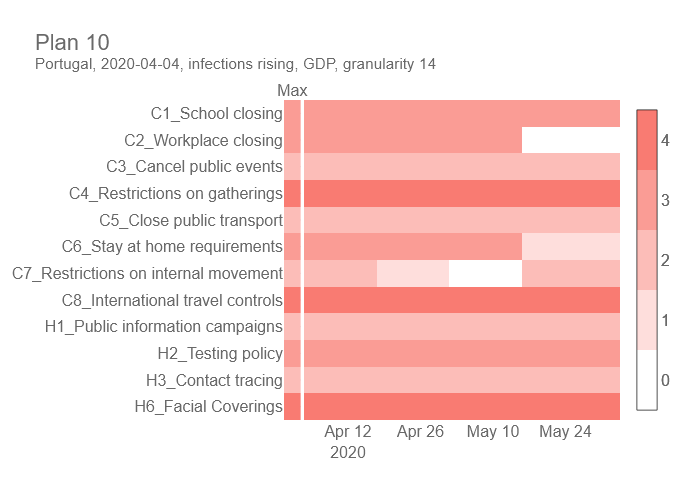 Plan 10
Portugal, 2020-04-04, infections rising, GDP, granularity 14
Max
C1_School closing
C2_Workplace closing
C3_Cancel public events
C4_Restrictions on gatherings
C5_Close public transport
C6_Stay at home requirements
C7_Restrictions on internal movement
C8_International travel controls
H1_Public information campaigns
H2_Testing policy
H3_Contact tracing
H6_Facial Coverings
4
3
2
1
0
Apr 12 Apr 26 May 10 May 24
2020